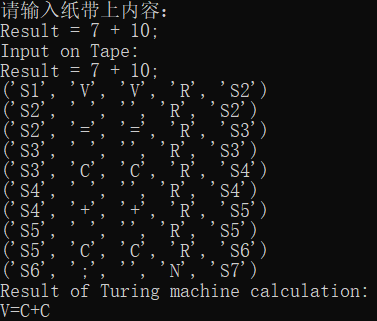 请输入纸带上内容：
Result = 7 + 10;
Input on Tape:
Result = 7 + 10;
('S1', 'V', 'V', 'R', 'S2')
('S2', ' ', '', 'R', 'S2')
('S2', '=', '=', 'R', 'S3')
('S3', ' ', '', 'R', 'S3')
('S3', 'C', 'C', 'R', 'S4')
('S4', ' ', '', 'R', 'S4')
('S4', '+', '+', 'R', 'S5')
('S5', ' ', '', 'R', 'S5')
('S5', 'C', 'C', 'R', 'S6')
('S6', ';', '', 'N', 'S7')
Result of Turing machine calculation:
V=C+C